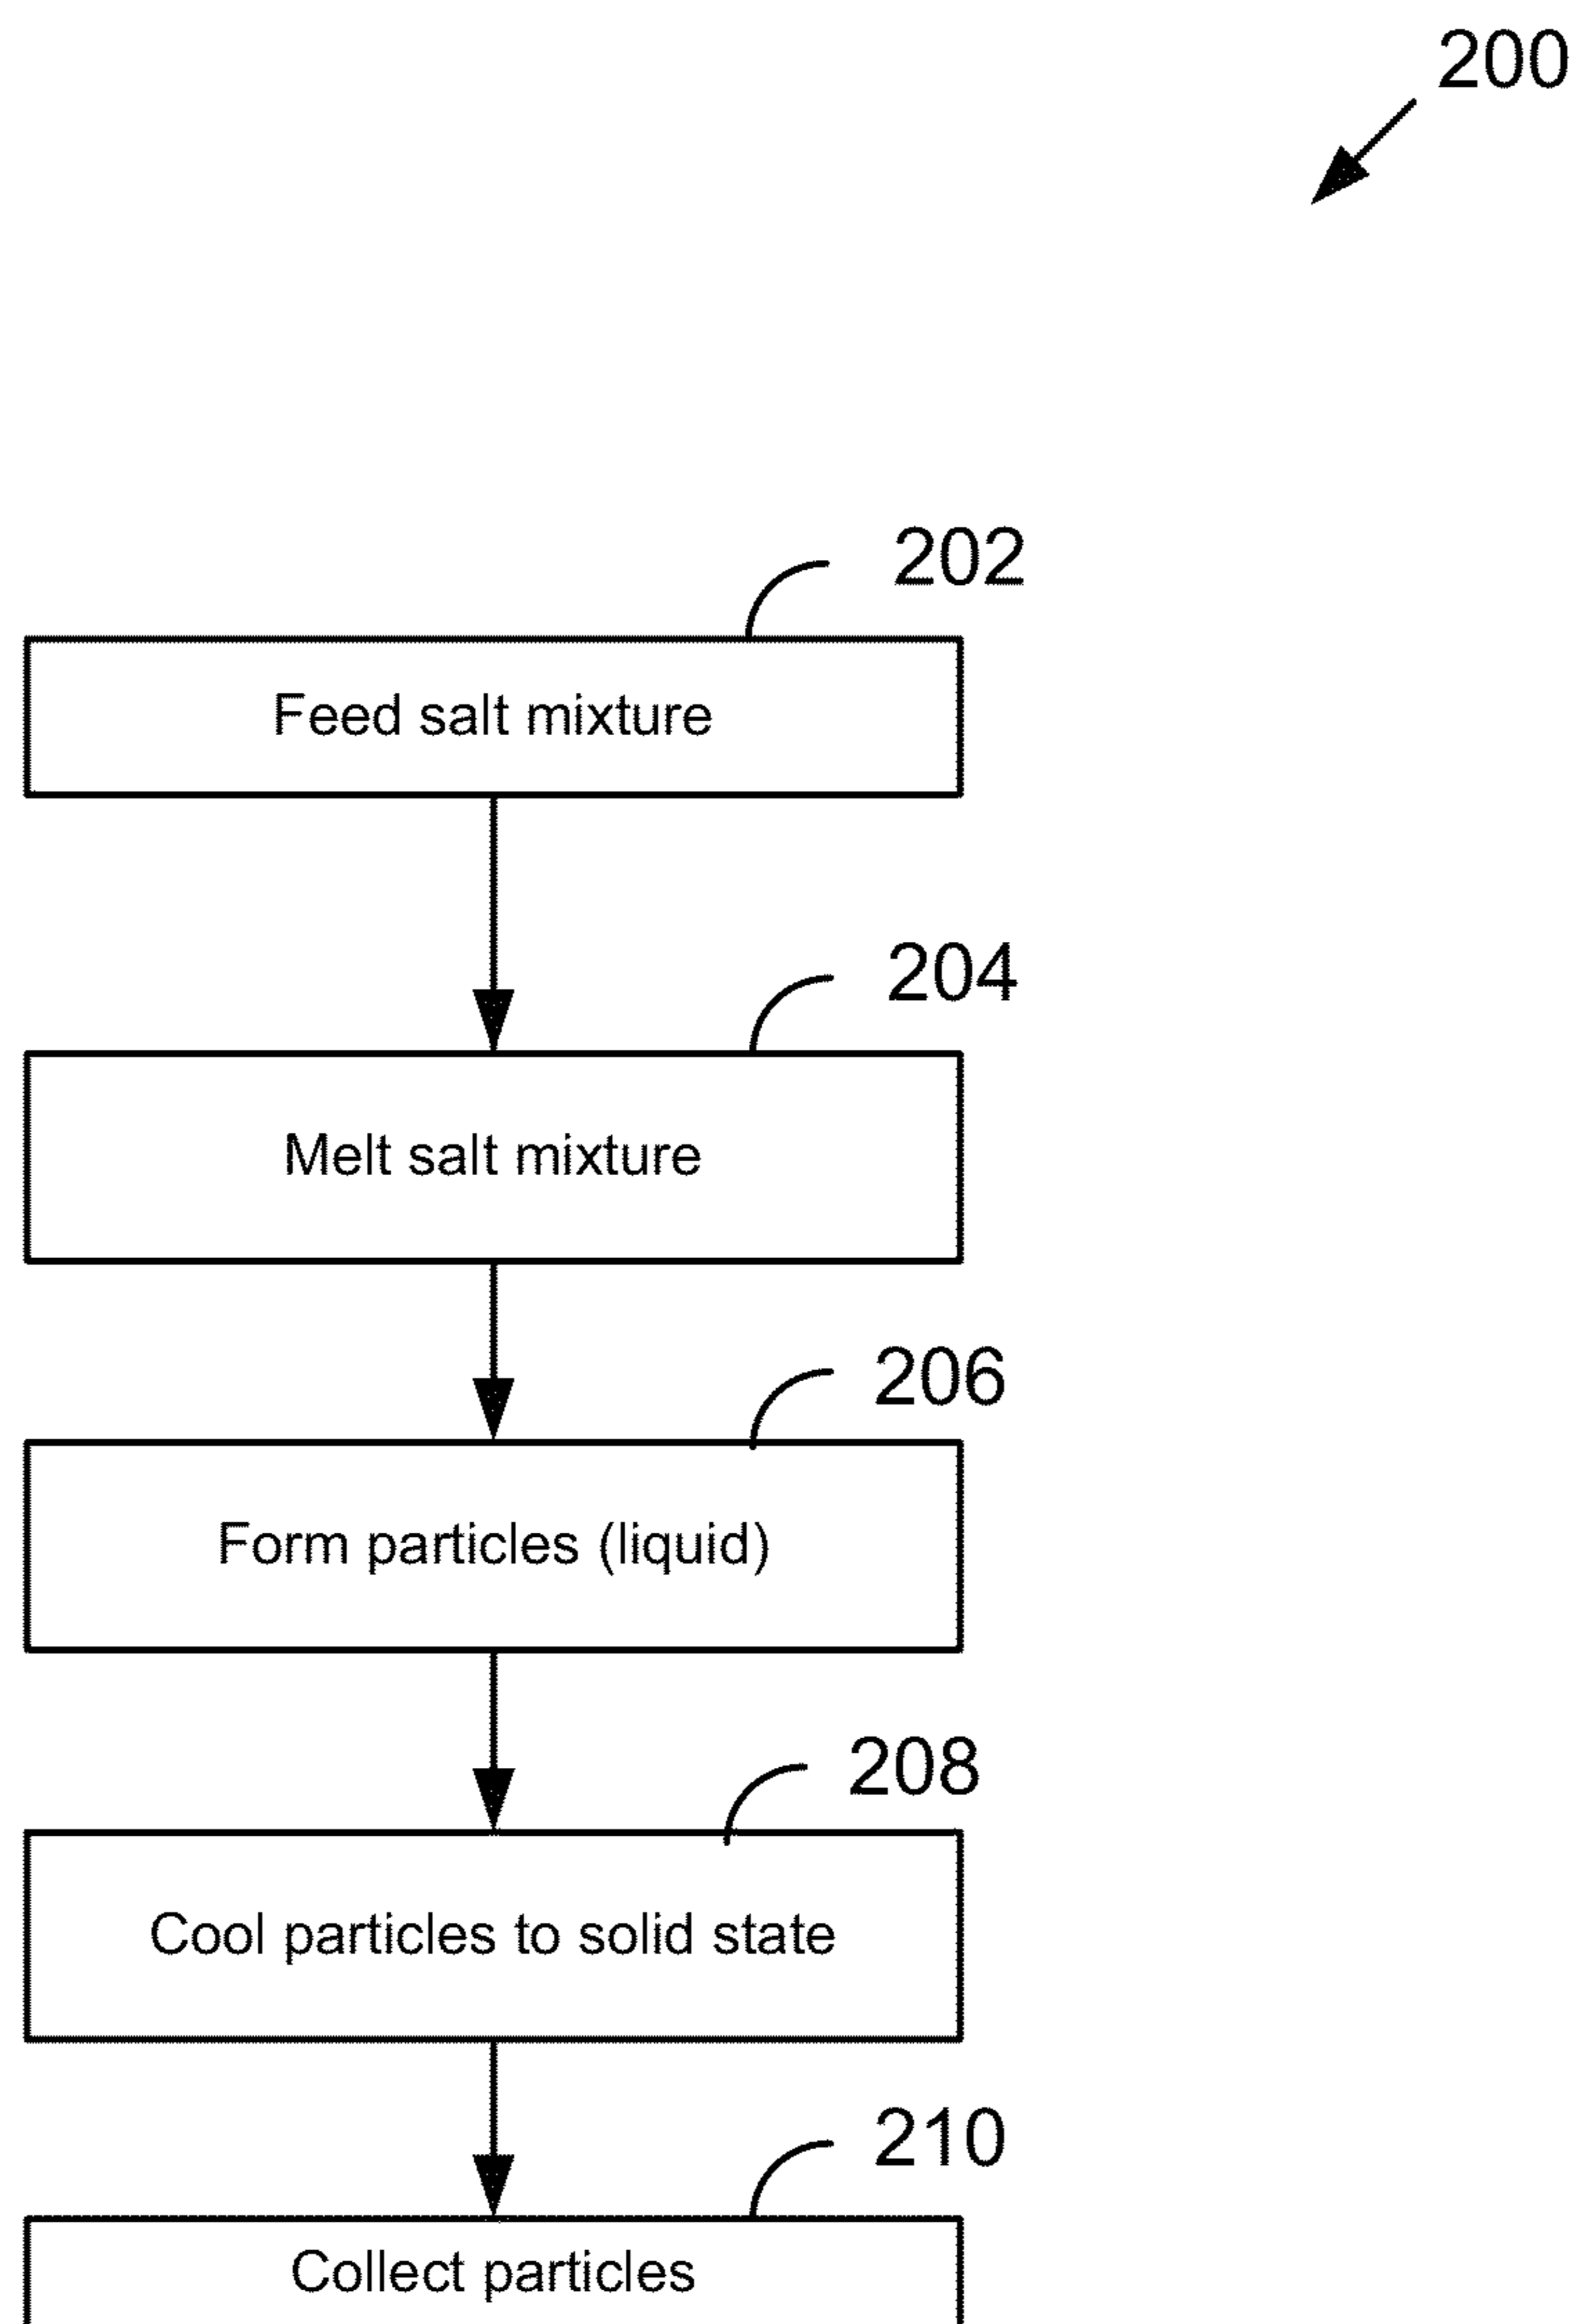 200
202
Feed salt mixture
204
Melt salt mixture
206
Form particles (liquid)
208
Cool particles to solid state
210
Collect particles